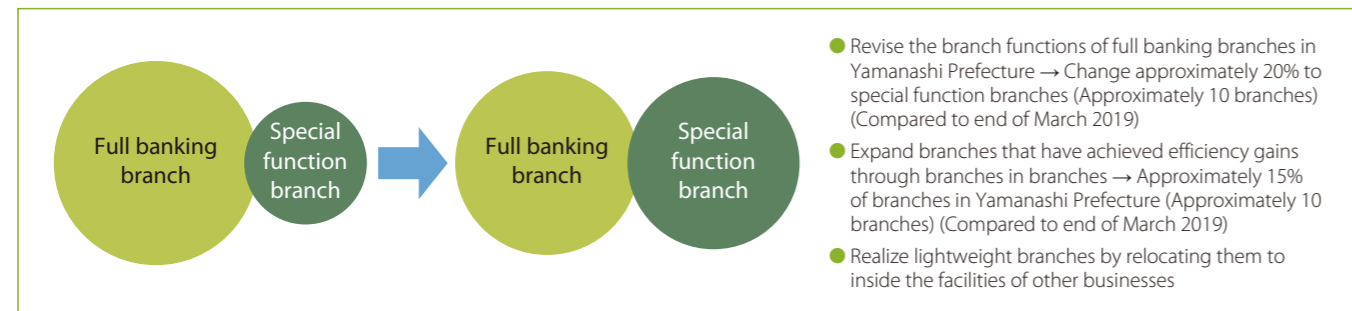 Full banking
branch
Special
function
branch
Full banking
branch
Special
function
branch
● Revise the branch functions of full banking branches in
Yamanashi Prefecture → Change approximately 20% to
special function branches (Approximately 10 branches)
(Compared to end of March 2019)
● Expand branches that have achieved efficiency gains
through branches in branches → Approximately 15%
of branches in Yamanashi Prefecture (Approximately 10
branches) (Compared to end of March 2019)
● Realize lightweight branches by relocating them to
inside the facilities of other businesses